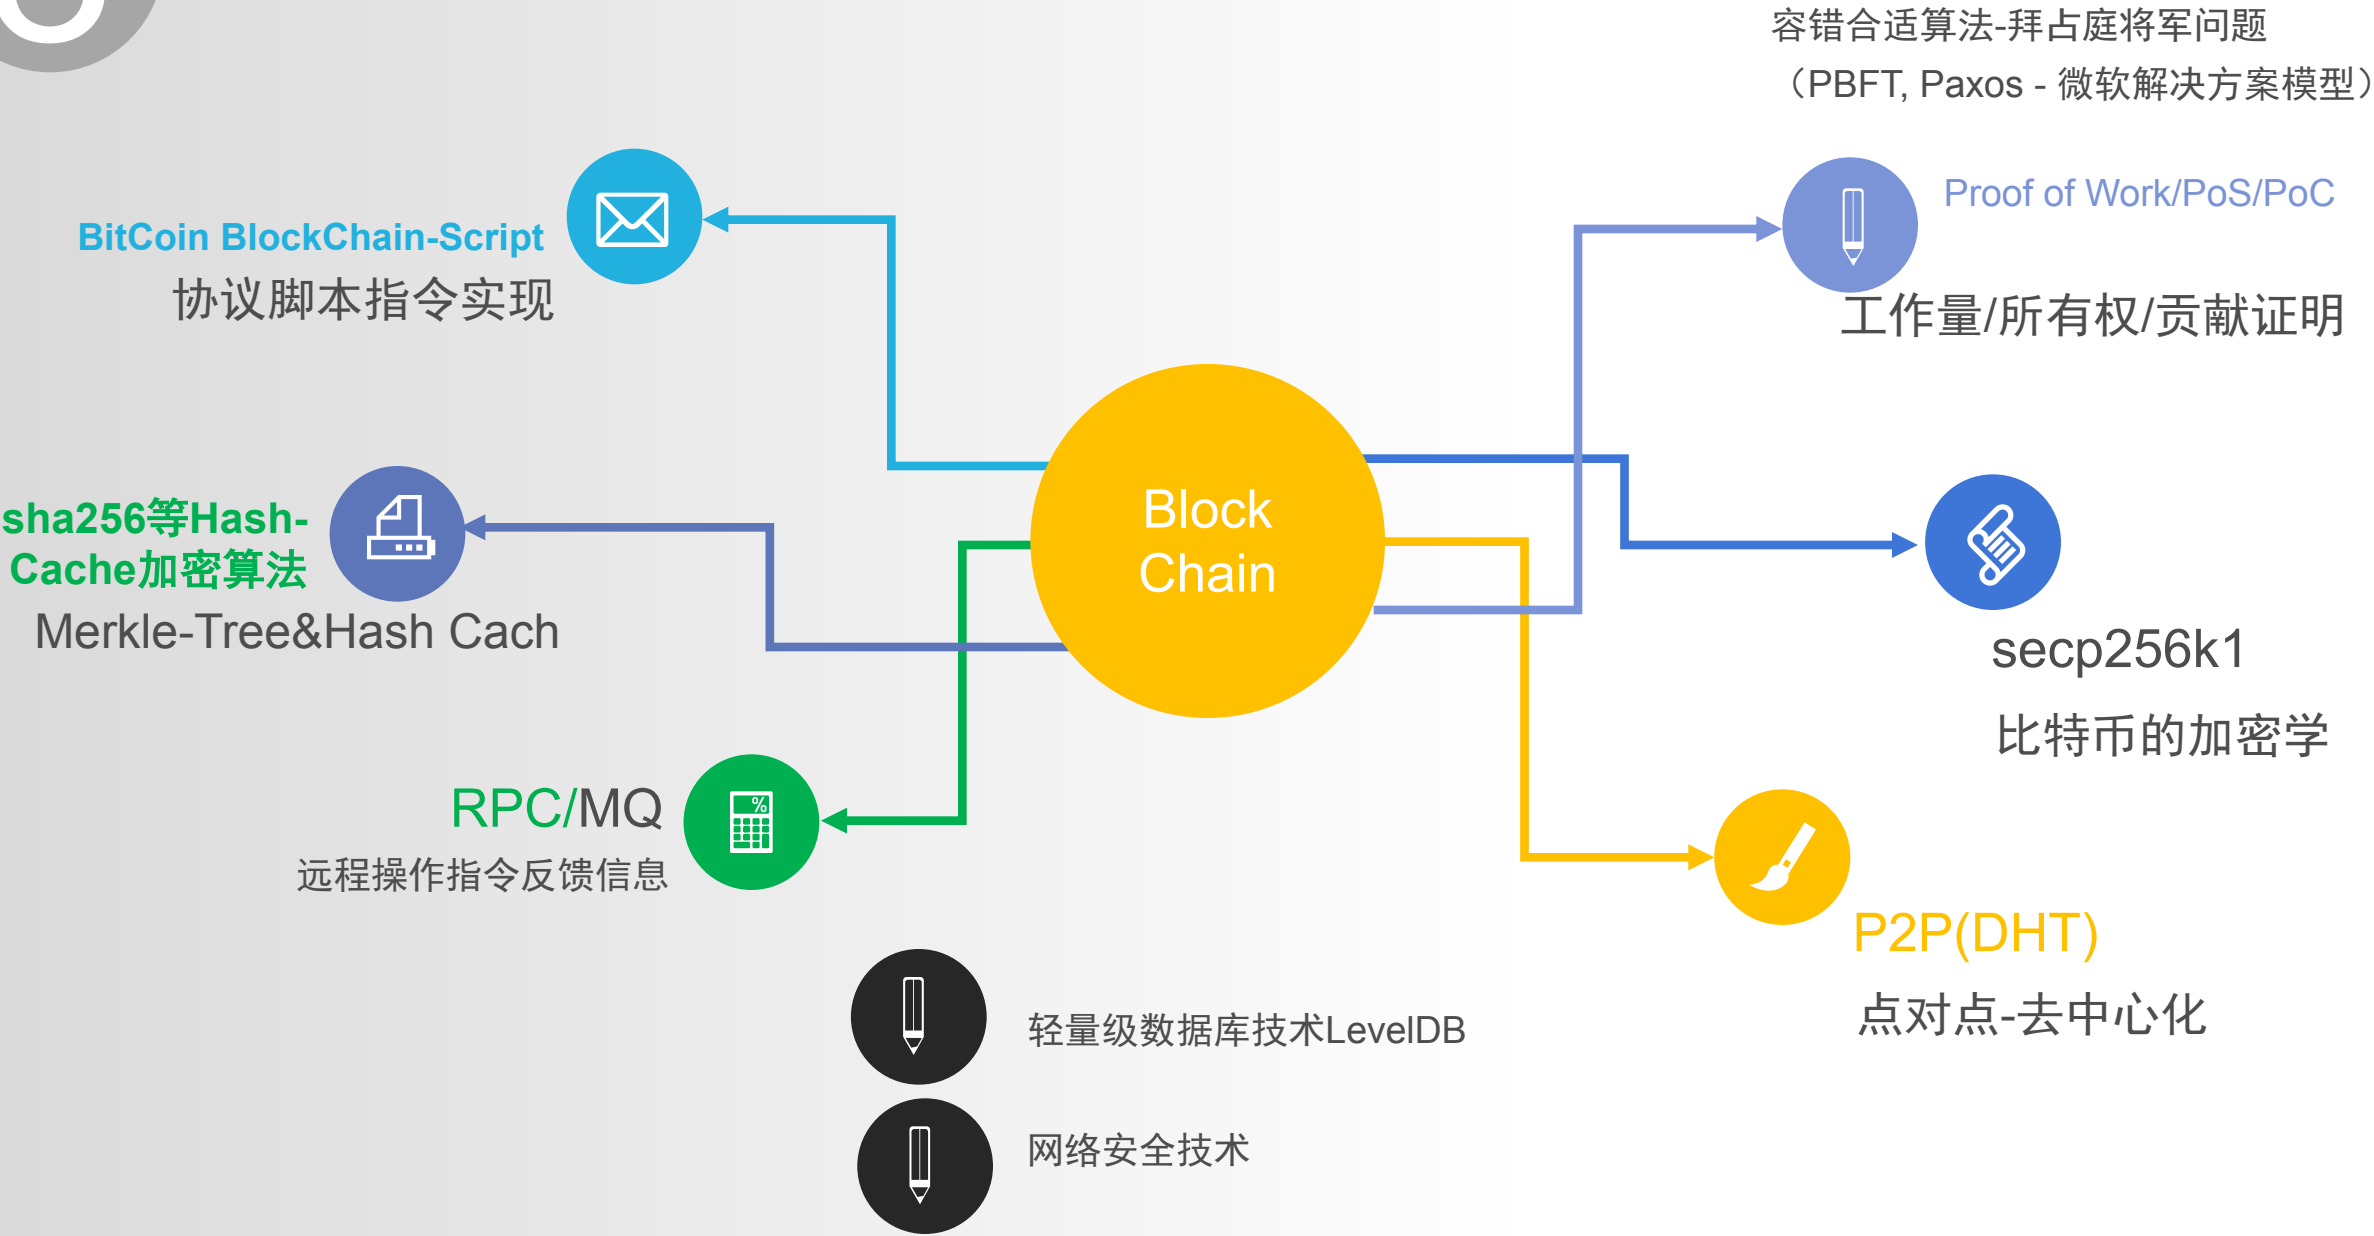 容错合适算法-拜占庭将军问题
（PBFT, Paxos - 微软解决方案模型）
Proof of Work/PoS/PoC
工作量/所有权/贡献证明
BitCoin BlockChain-Script
协议脚本指令实现
Block
Chain
sha256等Hash-
Cache加密算法
Merkle-Tree&Hash Cach
secp256k1
比特币的加密学
RPC/MQ
远程操作指令反馈信息
%
P2P(DHT)
点对点-去中心化
轻量级数据库技术LevelDB
网络安全技术